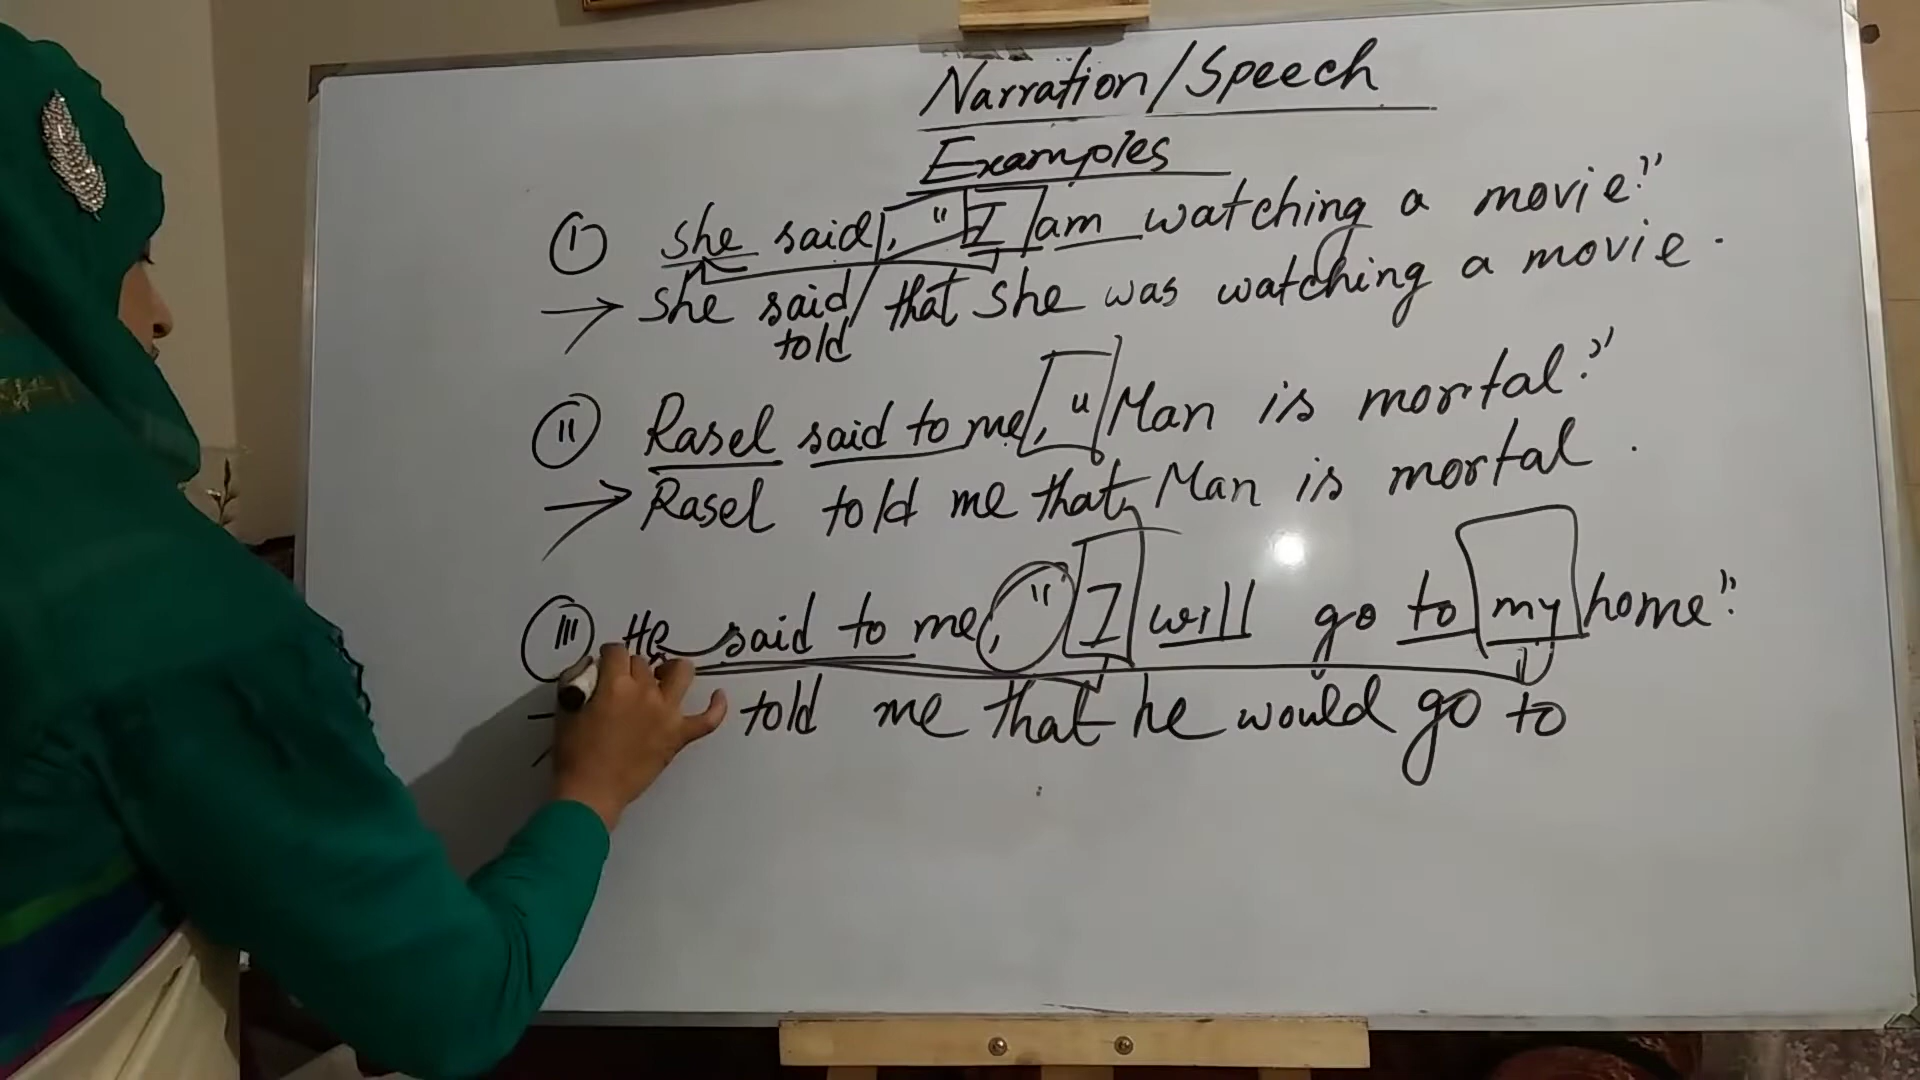 Narration/Speech
Examples
(i) She said, "I am watching a movie."
→ She said/told that she was watching a movie.
(ii) Rasel said to me, "Man is mortal."
→ Rasel told me that Man is mortal.
(iii) He said to me, "I will go to my home".
→ told me that he would go to